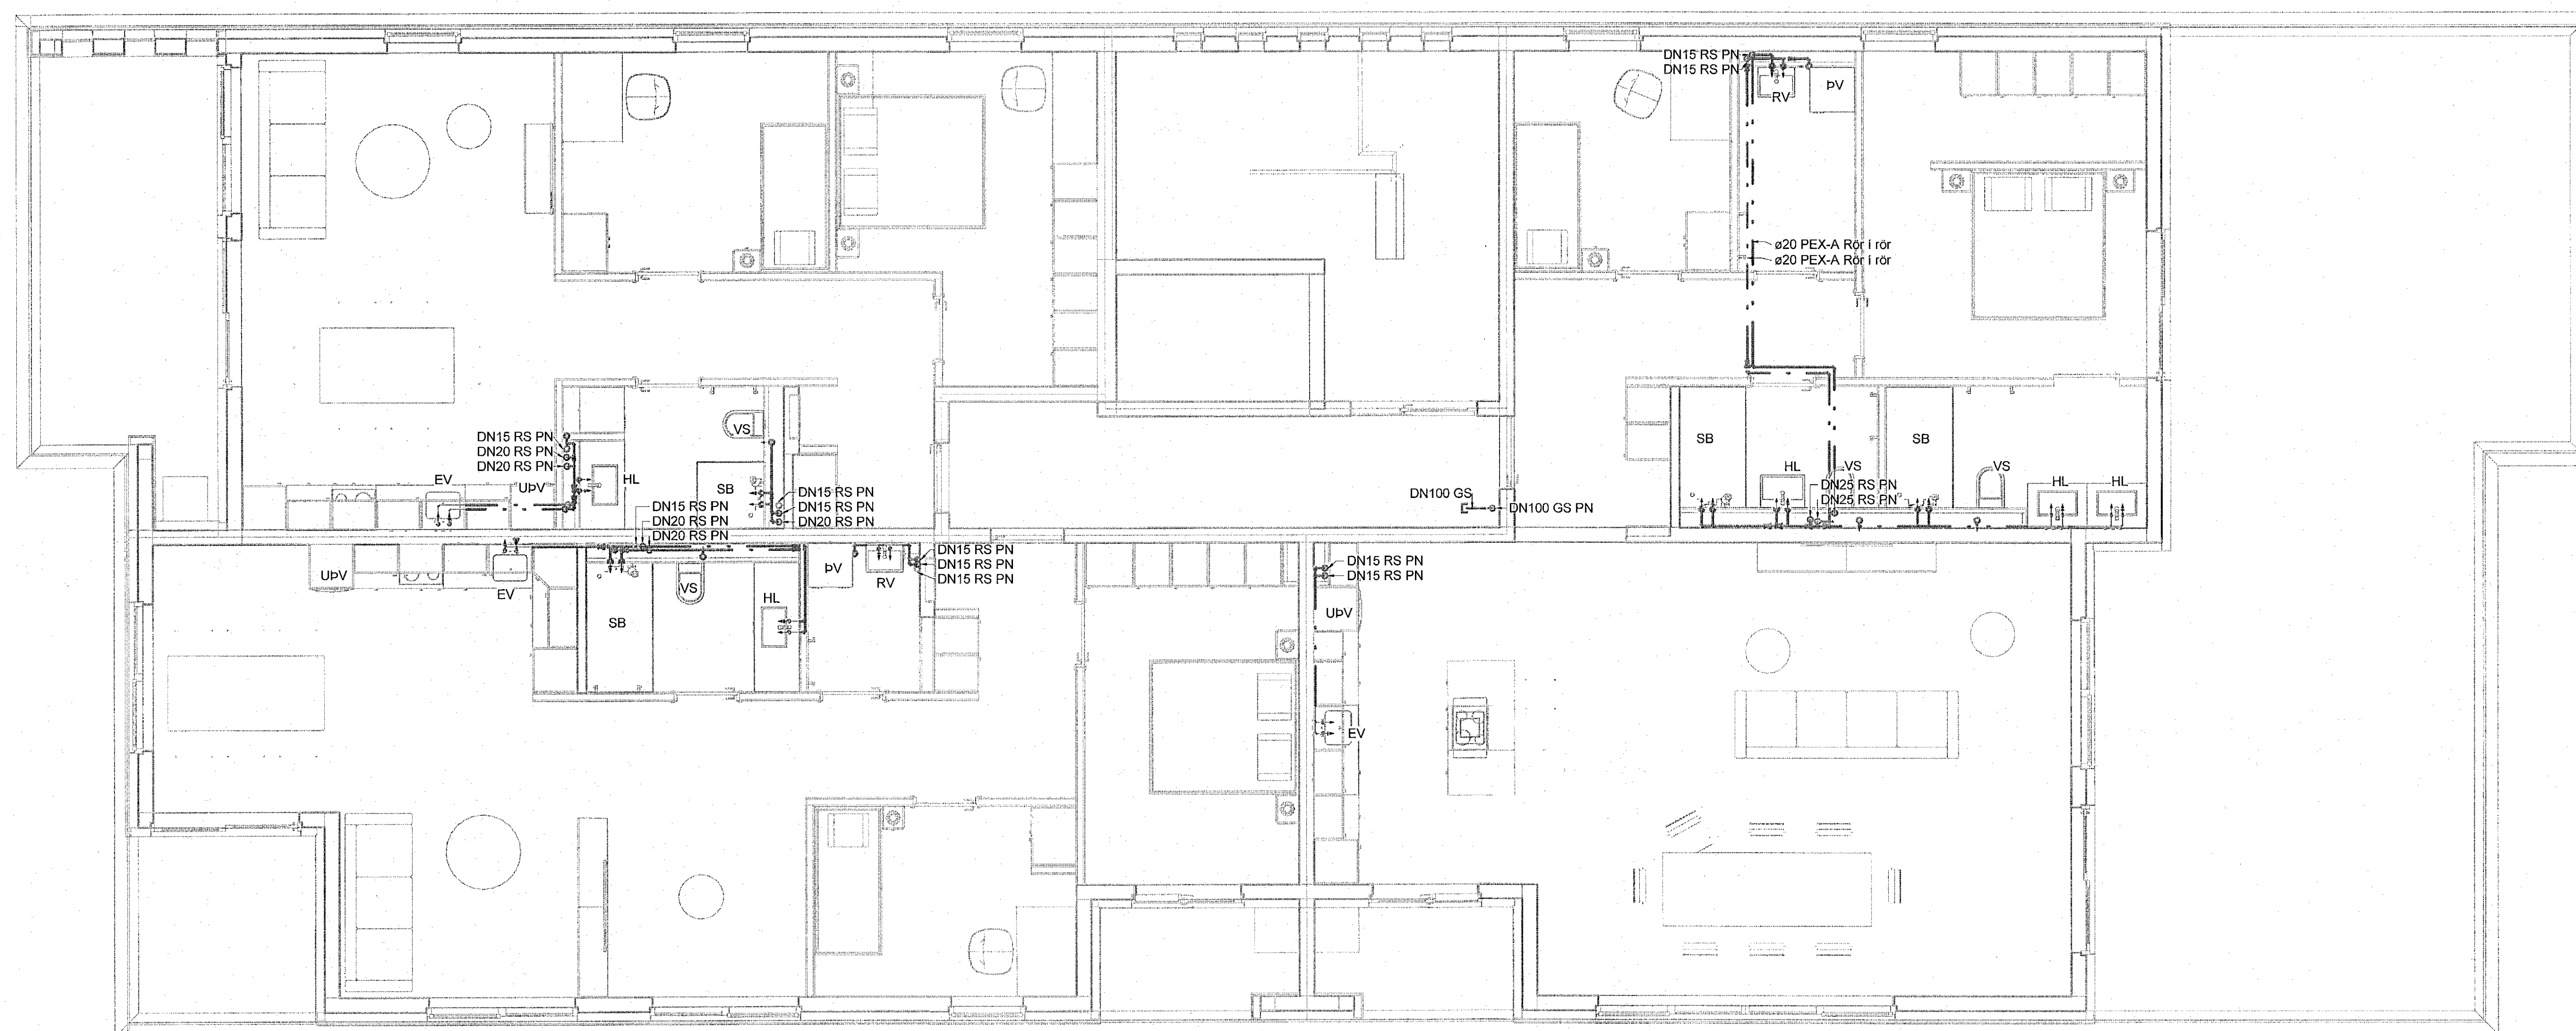 DN15 RS PN
DN15 RS PN
RV
ÞV
ø20 PEX-A Rör í rör
ø20 PEX-A Rör í rör
DN15 RS PN
DN20 RS PN
DN20 RS PN
EV
UÞV
HL
VS
SB
DN15 RS PN
DN15 RS PN
DN20 RS PN
DN15 RS PN
DN20 RS PN
DN20 RS PN
DN100 GS
DN100 GS PN
SB
HL
VS
DN25 RS PN
DN25 RS PN
SB
VS
HL
HL
UÞV
EV
SB
VS
HL
ÞV
RV
DN15 RS PN
DN15 RS PN
DN15 RS PN
DN15 RS PN
DN15 RS PN
UÞV
EV